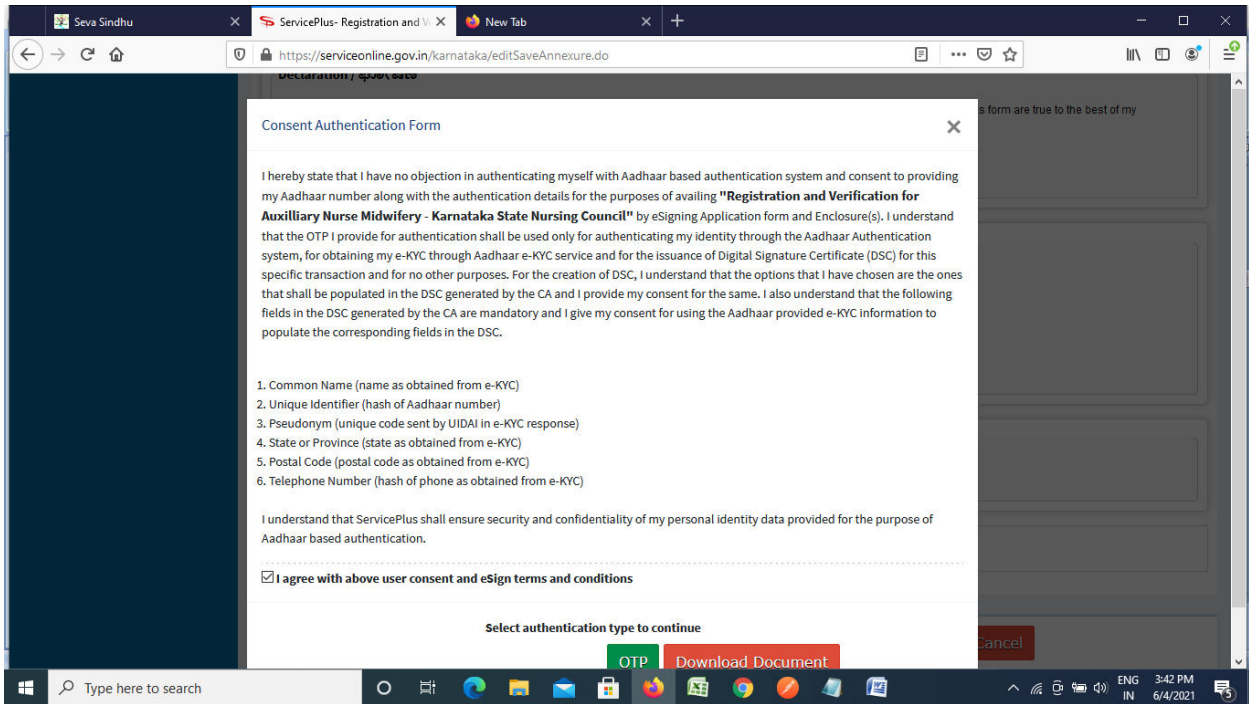 Seva Sindhu
ServicePlus- Registration and V
New Tab
https://serviceonline.gov.in/karnataka/editSaveAnnexure.do
Declaration /
s form are true to the best of my
Consent Authentication Form
I hereby state that I have no objection in authenticating myself with Aadhaar based authentication system and consent to providing
my Aadhaar number along with the authentication details for the purposes of availing "Registration and Verification for
Auxilliary Nurse Midwifery - Karnataka State Nursing Council" by eSigning Application form and Enclosure(s). I understand
that the OTP I provide for authentication shall be used only for authenticating my identity through the Aadhaar Authentication
system, for obtaining my e-KYC through Aadhaar e-KYC service and for the issuance of Digital Signature Certificate (DSC) for this
specific transaction and for no other purposes. For the creation of DSC, I understand that the options that I have chosen are the ones
that shall be populated in the DSC generated by the CA and I provide my consent for the same. I also understand that the following
fields in the DSC generated by the CA are mandatory and I give my consent for using the Aadhaar provided e-KYC information to
populate the corresponding fields in the DSC.
1. Common Name (name as obtained from e-KYC)
2. Unique Identifier (hash of Aadhaar number)
3. Pseudonym (unique code sent by UIDAI in e-KYC response)
4. State or Province (state as obtained from e-KYC)
5. Postal Code (postal code as obtained from e-KYC)
6. Telephone Number (hash of phone as obtained from e-KYC)
I understand that ServicePlus shall ensure security and confidentiality of my personal identity data provided for the purpose of
Aadhaar based authentication.
I agree with above user consent and eSign terms and conditions
Select authentication type to continue
OTP Download Document
Cancel
Type here to search
ENG
IN
3:42 PM
6/4/2021
5